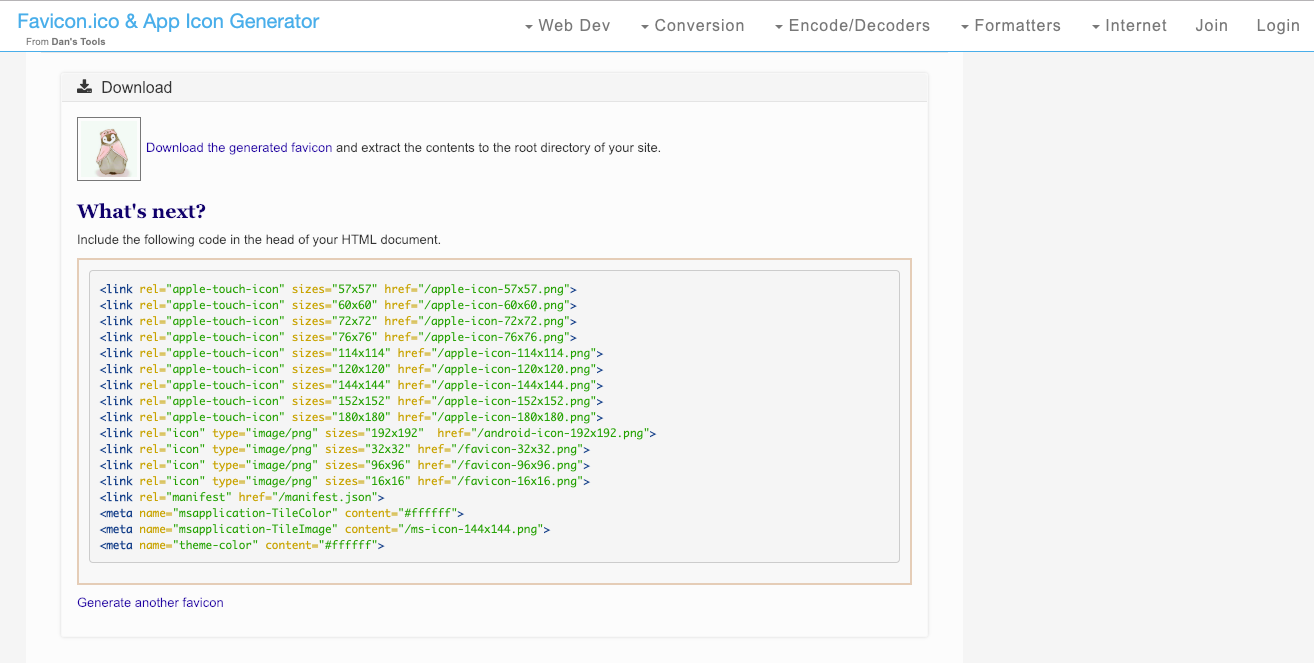 Favicon.ico & App Icon Generator
From Dan's Tools
Web Dev Conversion Encode/Decoders Formatters Internet Join Login
Download
Download the generated favicon and extract the contents to the root directory of your site.
What's next?
Include the following code in the head of your HTML document.
<link rel="apple-touch-icon" sizes="57x57" href="/apple-icon-57x57.png">
<link rel="apple-touch-icon" sizes="60x60" href="/apple-icon-60x60.png">
<link rel="apple-touch-icon" sizes="72x72" href="/apple-icon-72x72.png">
<link rel="apple-touch-icon" sizes="76x76" href="/apple-icon-76x76.png">
<link rel="apple-touch-icon" sizes="114x114" href="/apple-icon-114x114.png">
<link rel="apple-touch-icon" sizes="120x120" href="/apple-icon-120x120.png">
<link rel="apple-touch-icon" sizes="144x144" href="/apple-icon-144x144.png">
<link rel="apple-touch-icon" sizes="152x152" href="/apple-icon-152x152.png">
<link rel="apple-touch-icon" sizes="180x180" href="/apple-icon-180x180.png">
<link rel="icon" type="image/png" sizes="192x192"  href="/android-icon-192x192.png">
<link rel="icon" type="image/png" sizes="32x32" href="/favicon-32x32.png">
<link rel="icon" type="image/png" sizes="96x96" href="/favicon-96x96.png">
<link rel="icon" type="image/png" sizes="16x16" href="/favicon-16x16.png">
<link rel="manifest" href="/manifest.json">
<meta name="msapplication-TileColor" content="#ffffff">
<meta name="msapplication-TileImage" content="/ms-icon-144x144.png">
<meta name="theme-color" content="#ffffff">
Generate another favicon